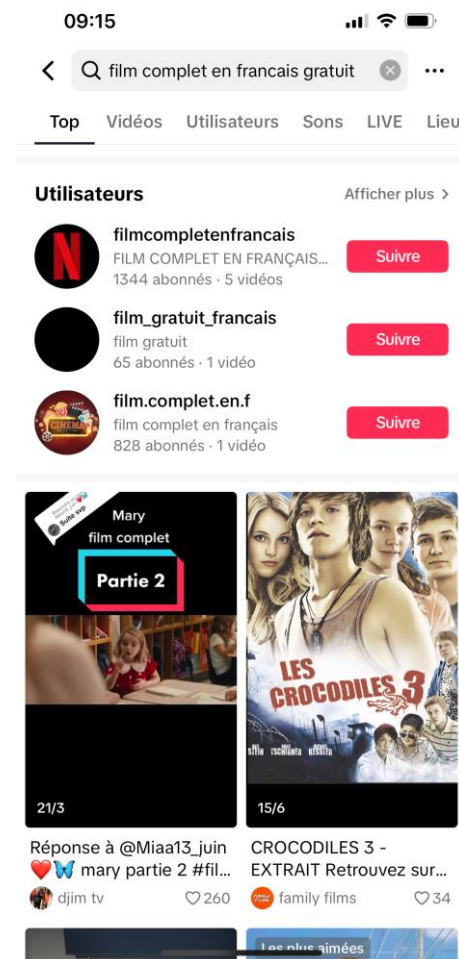 09:15
film complet en francais gratuit
Top Vidéos Utilisateurs Sons LIVE Lieu
Utilisateurs
Afficher plus >
filmcompletenfrancais
FILM COMPLET EN FRANÇAIS...
1344 abonnés · 5 vidéos
Suivre
film_gratuit_francais
film gratuit
65 abonnés · 1 vidéo
Suivre
film.complet.en.f
film complet en français
828 abonnés · 1 vidéo
Suivre
CINEMA
Suite svp
Mary
film complet
Partie 2
21/3
LES
CROCODILES 3
15/6
Réponse à @Miaa13_juin
❤️🦋 mary partie 2 #fil...
djim tv
260
CROCODILES 3 -
EXTRAIT Retrouvez sur...
family films
34
Les plus aimées